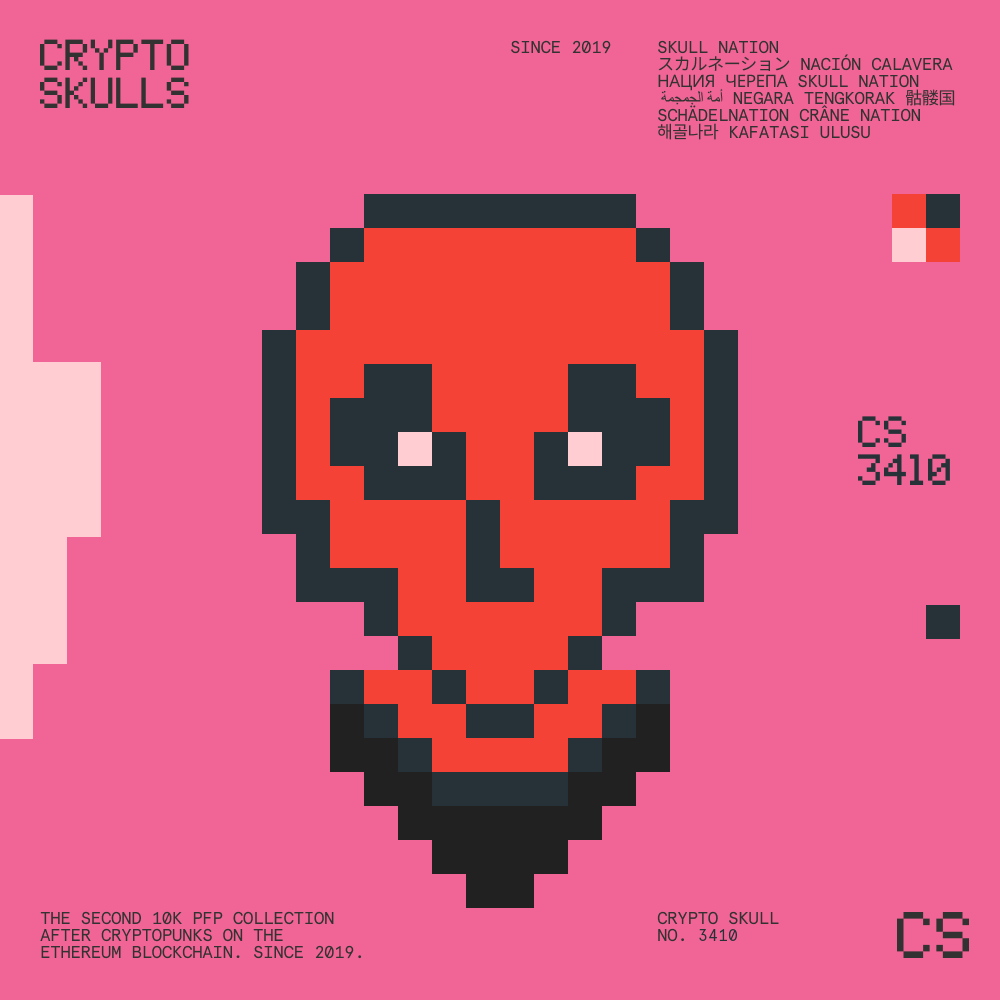 CRYPTO
SKULLS
SINCE 2019
SKULL NATION
スカルネーション NACIÓN CALAVERA
НАЦИЯ ЧЕРЕПА SKULL NATION
أمة الجمجمة NEGARA TENGKORAK 骷髅国
SCHÄDELNATION CRÂNE NATION
해골나라 KAFATASI ULUSU
CS
3410
THE SECOND 10K PFP COLLECTION
AFTER CRYPTOPUNKS ON THE
ETHEREUM BLOCKCHAIN. SINCE 2019.
CRYPTO SKULL
NO. 3410
CS